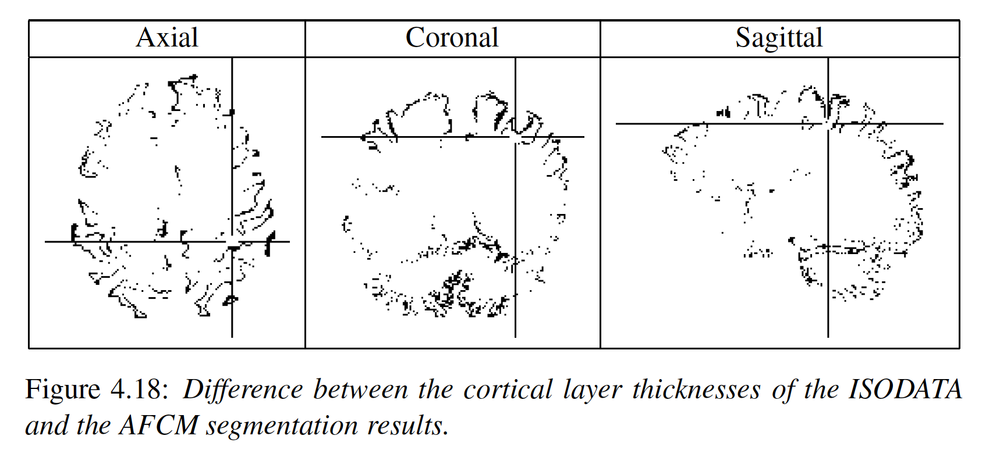 Axial
Coronal
Sagittal
Figure 4.18: Difference between the cortical layer thicknesses of the ISODATA
and the AFCM segmentation results.